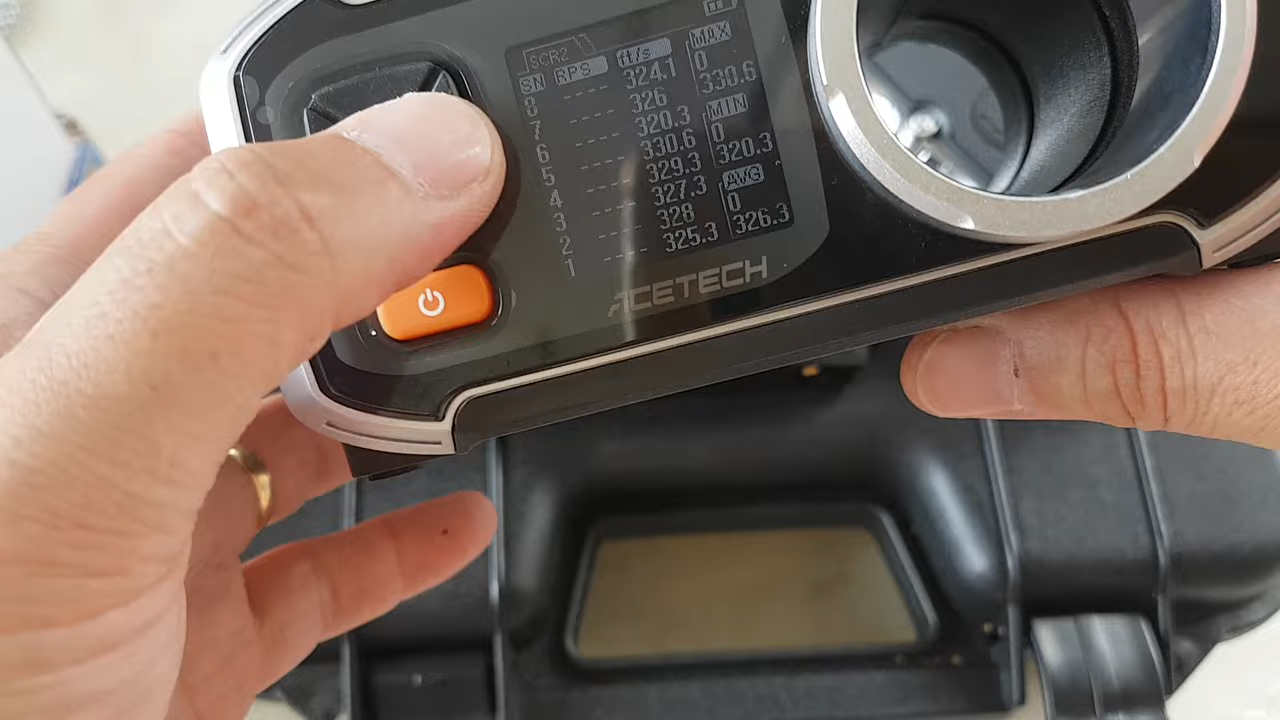 SCR2
SN RPS ft/s MAX
8 ---- 324.1 0
7 ---- 326 330.6
6 ---- 320.3 MIN
5 ---- 330.6 0
4 ---- 329.3 320.3
3 ---- 327.3 AVG
2 ---- 328 0
1 ---- 325.3 326.3
ACETECH